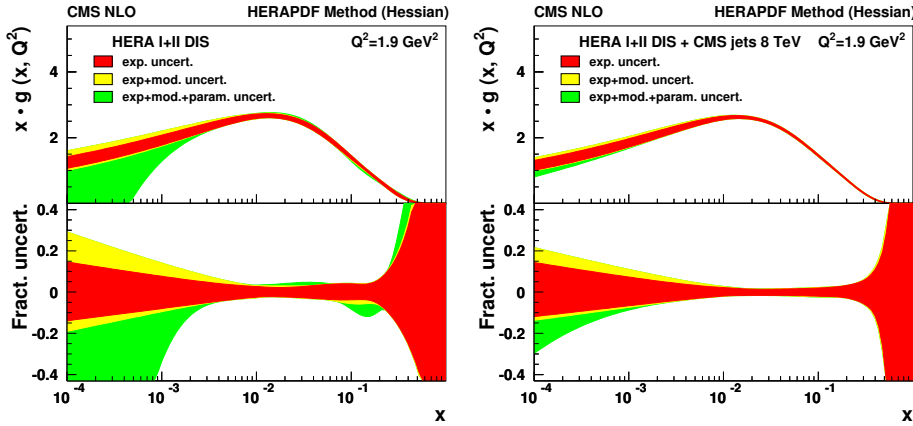 CMS NLO HERAPDF Method (Hessian)
x • g (x, Q²)
HERA I+II DIS Q²=1.9 GeV²
exp. uncert.
exp+mod. uncert.
exp+mod.+param. uncert.
4
2
Fract. uncert.
0.4
0.2
0
-0.2
-0.4
10⁻⁴ 10⁻³ 10⁻² 10⁻¹ 1
x
CMS NLO HERAPDF Method (Hessian)
x • g (x, Q²)
HERA I+II DIS + CMS jets 8 TeV Q²=1.9 GeV²
exp. uncert.
exp+mod. uncert.
exp+mod.+param. uncert.
4
2
Fract. uncert.
0.4
0.2
0
-0.2
-0.4
10⁻⁴ 10⁻³ 10⁻² 10⁻¹ 1
x